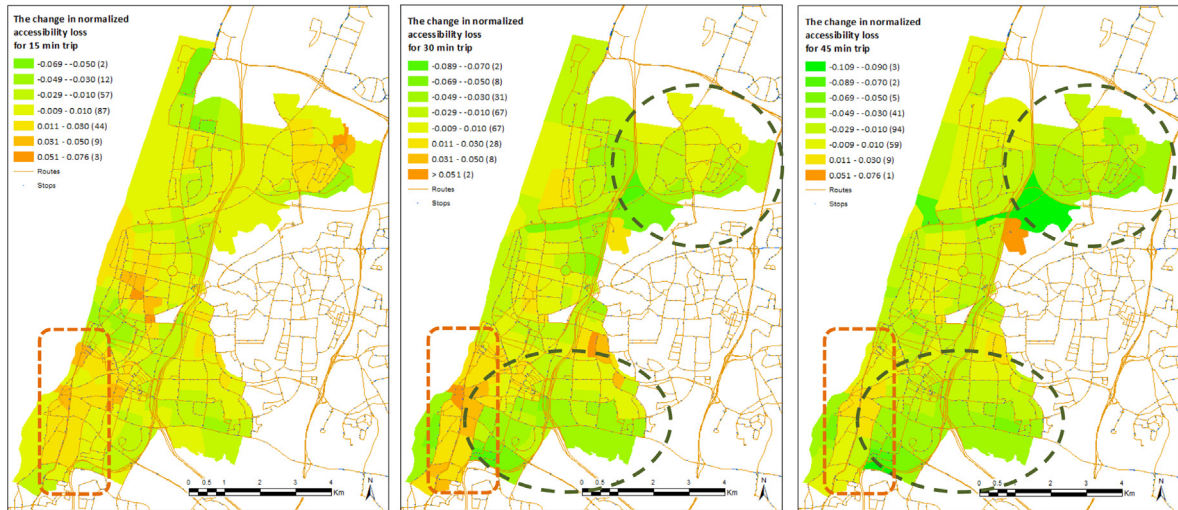 The change in normalized
accessibility loss
for 15 min trip
-0.069 - -0.050 (2)
-0.049 - -0.030 (12)
-0.029 - -0.010 (57)
-0.009 - 0.010 (87)
0.011 - 0.030 (44)
0.031 - 0.050 (9)
0.051 - 0.076 (3)
Routes
Stops
0 0.5 1 2 3 4
Km
N
The change in normalized
accessibility loss
for 30 min trip
-0.089 - -0.070 (2)
-0.069 - -0.050 (8)
-0.049 - -0.030 (31)
-0.029 - -0.010 (67)
-0.009 - 0.010 (67)
0.011 - 0.030 (28)
0.031 - 0.050 (8)
> 0.051 (2)
Routes
Stops
0 0.5 1 2 3 4
Km
N
The change in normalized
accessibility loss
for 45 min trip
-0.109 - -0.090 (3)
-0.089 - -0.070 (2)
-0.069 - -0.050 (5)
-0.049 - -0.030 (41)
-0.029 - -0.010 (94)
-0.009 - 0.010 (59)
0.011 - 0.030 (9)
0.051 - 0.076 (1)
Routes
Stops
0 0.5 1 2 3 4
Km
N